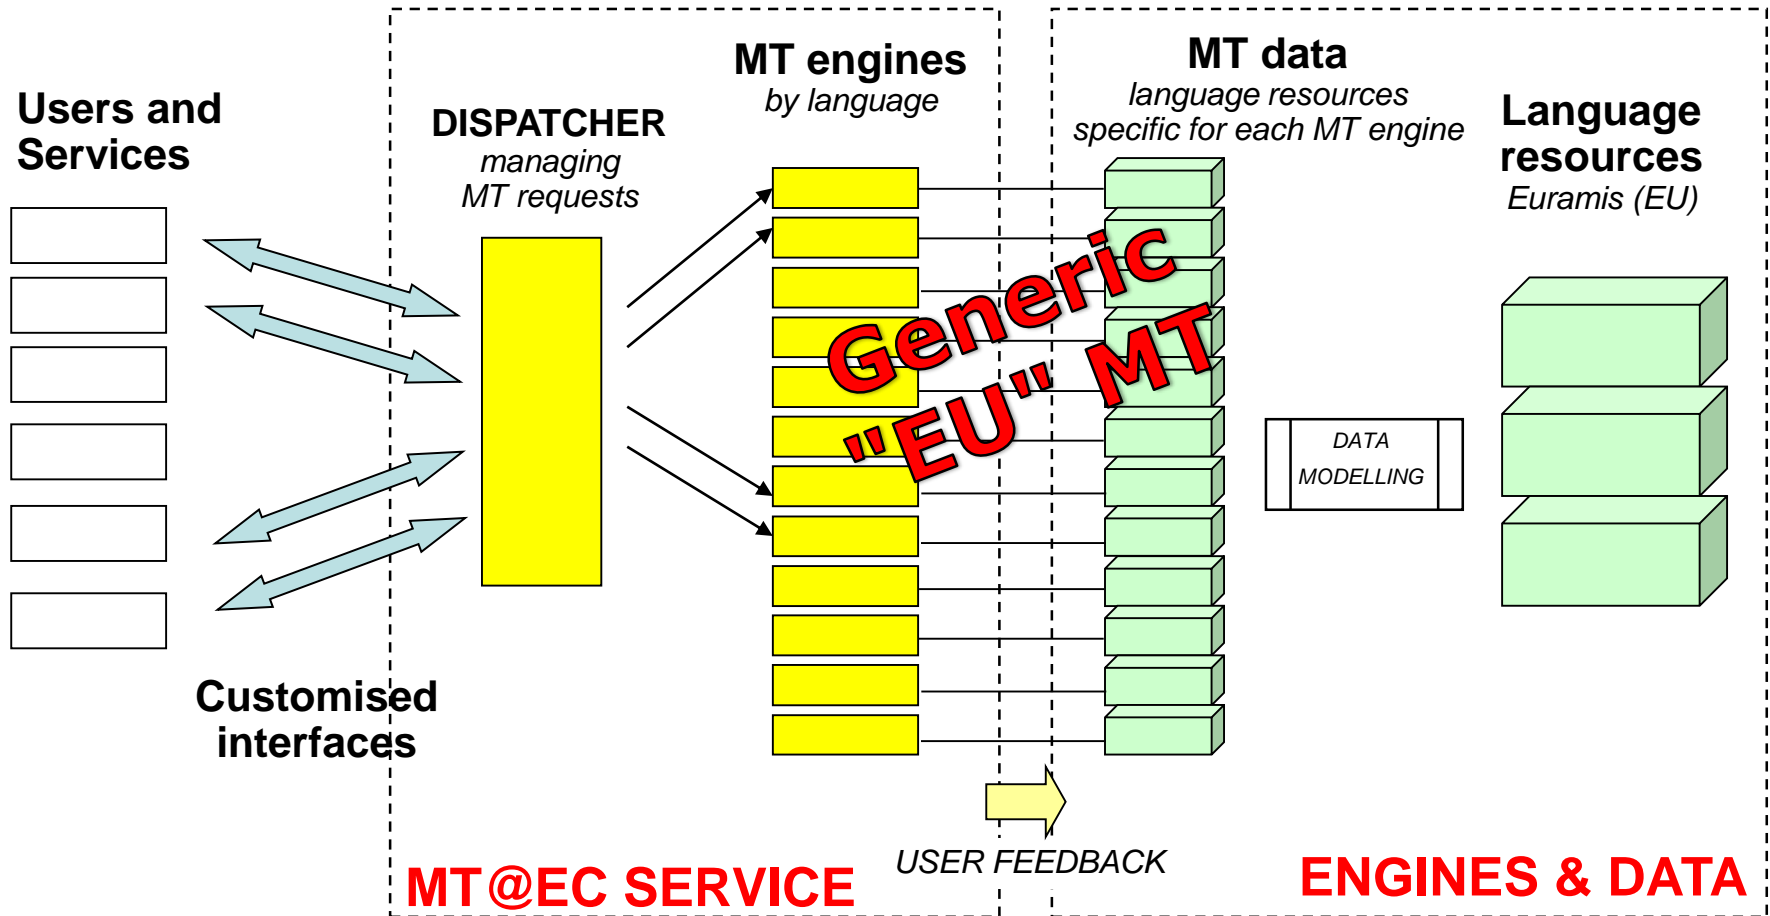 Users and
Services
DISPATCHER
managing
MT requests
MT engines
by language
MT data
language resources
specific for each MT engine
Language
resources
Euramis (EU)
Generic
"EU" MT
DATA
MODELLING
Customised
interfaces
USER FEEDBACK
MT@EC SERVICE
ENGINES & DATA